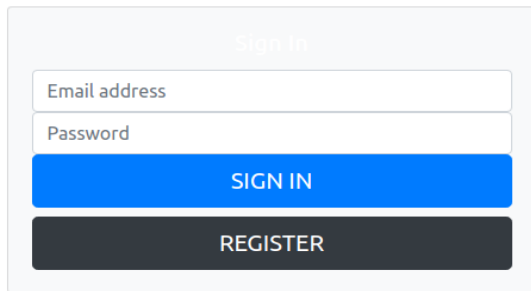 Sign In
Email address
Password
SIGN IN
REGISTER